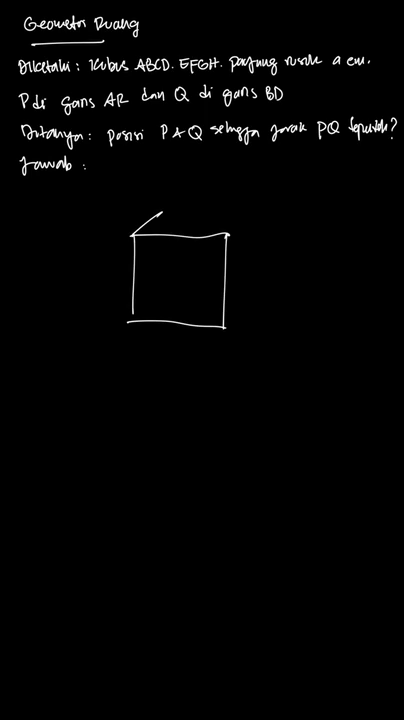 Geometri Ruang
Diketahui : Kubus ABCD. EFGH. panjang rusuk a cm.
P di garis AR dan Q di garis BD
Ditanya : posisi P & Q sehingga jarak PQ terpendek?
Jawab :